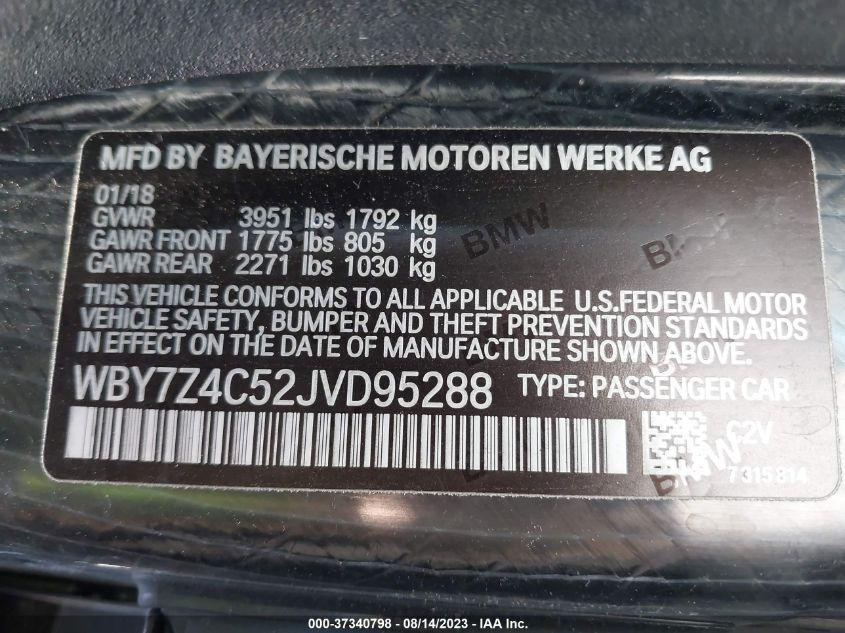 MFD BY BAYERISCHE MOTOREN WERKE AG
01/18
GVWR 3951 lbs 1792 kg
GAWR FRONT 1775 lbs 805 kg
GAWR REAR 2271 lbs 1030 kg
THIS VEHICLE CONFORMS TO ALL APPLICABLE U.S.FEDERAL MOTOR
VEHICLE SAFETY, BUMPER AND THEFT PREVENTION STANDARDS
IN EFFECT ON THE DATE OF MANUFACTURE SHOWN ABOVE.
WBY7Z4C52JVD95288 TYPE: PASSENGER CAR
C2V
7315814
BMW
BMW
BMW
BMW
000-37340798 - 08/14/2023 - IAA Inc.